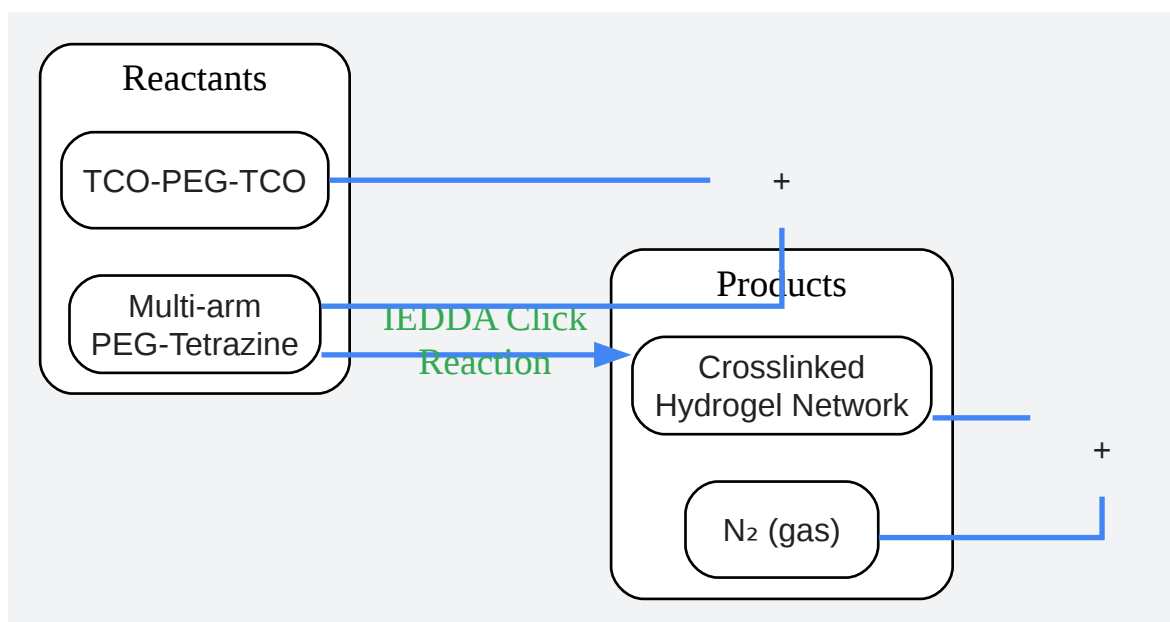 Reactants
TCO-PEG-TCO
+
Multi-arm
PEG-Tetrazine
IEDDA Click
Reaction
Products
Crosslinked
Hydrogel Network
+
N₂ (gas)